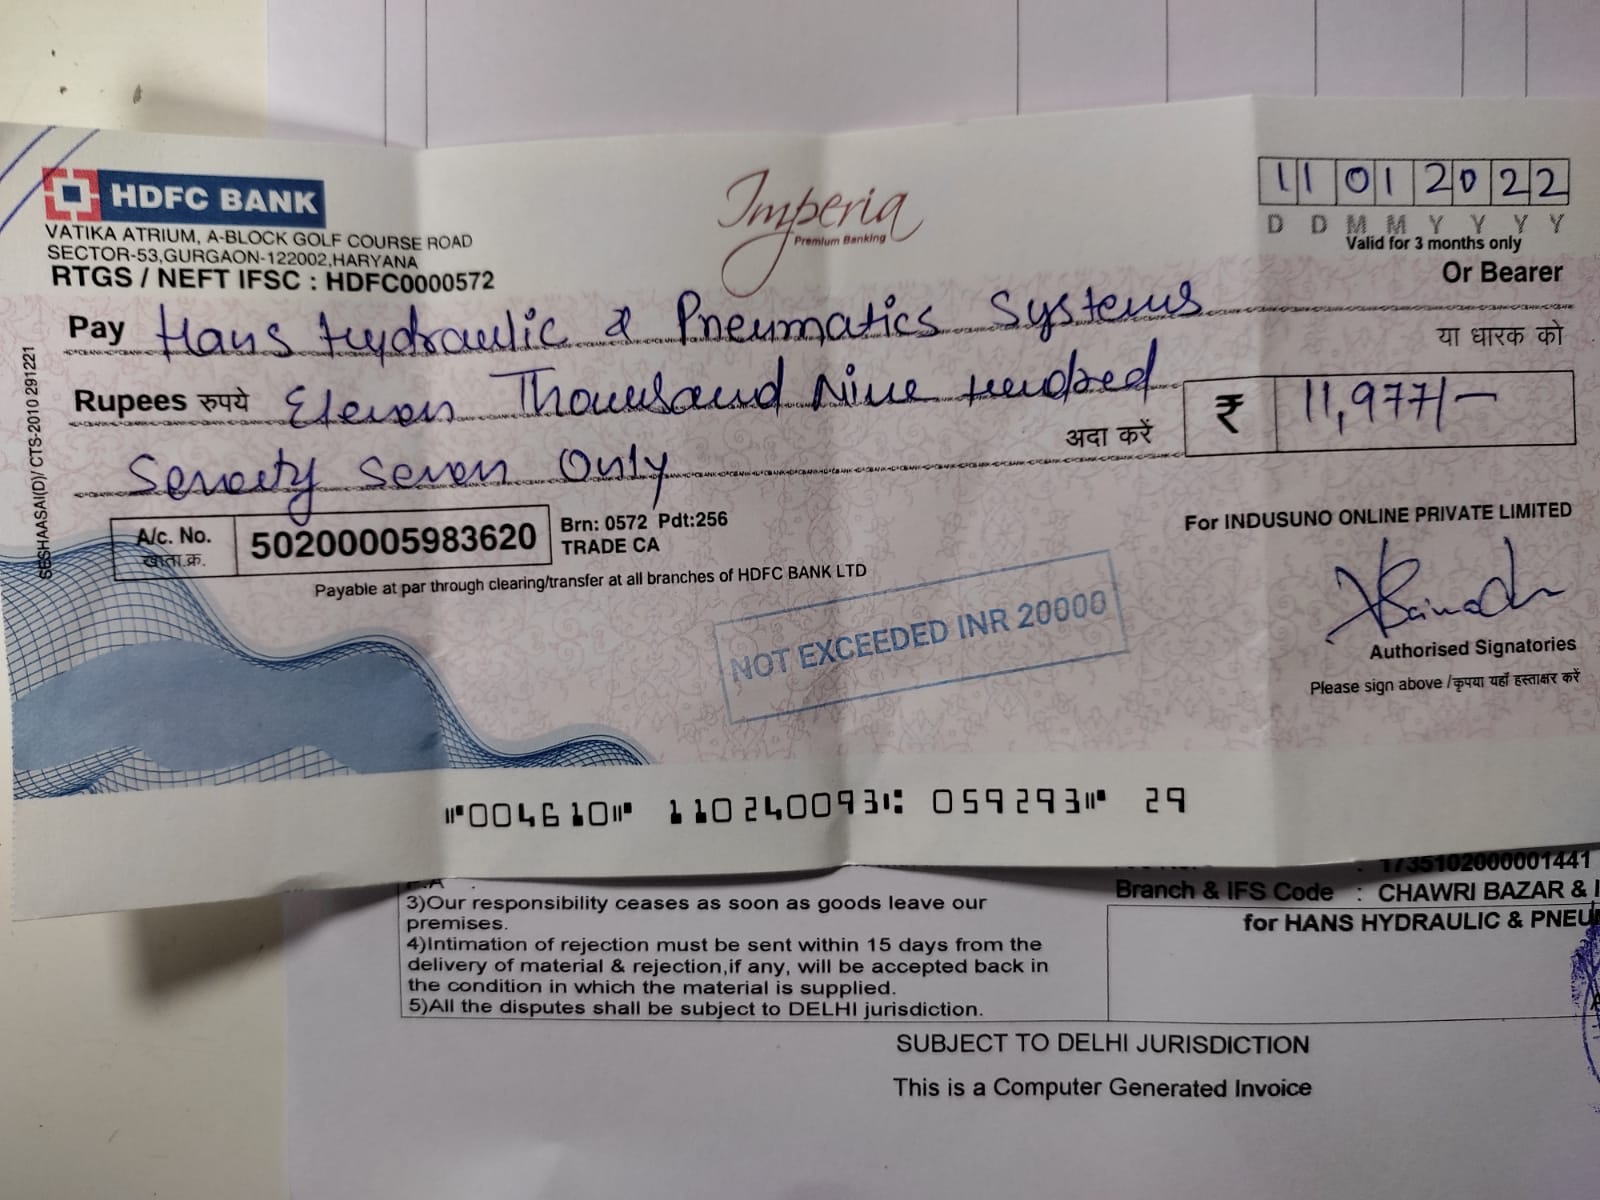 HDFC BANK
VATIKA ATRIUM, A-BLOCK GOLF COURSE ROAD
SECTOR-53,GURGAON-122002,HARYANA
RTGS / NEFT IFSC : HDFC0000572
Imperia
Premium Banking
11012022
D D M M Y Y Y Y
Valid for 3 months only
Or Bearer
Pay Hans Hydraulic & Pneumatics Systems
या धारक को
Rupees रुपये Eleven Thousand Nine Hundred
अदा करें
₹ 11,977/-
Seventy Seven Only
SESHAASAI(D)/ CTS-2010 291221
A/c. No.
खाता.क्र.
50200005983620
Brn: 0572 Pdt:256
TRADE CA
Payable at par through clearing/transfer at all branches of HDFC BANK LTD
For INDUSUNO ONLINE PRIVATE LIMITED
NOT EXCEEDED INR 20000
Authorised Signatories
Please sign above /कृपया यहाँ हस्ताक्षर करें
⑈004610⑈ 110240093⑆ 059293⑈ 29
: 1735102000001441
Branch & IFS Code : CHAWRI BAZAR &
for HANS HYDRAULIC &
3)Our responsibility ceases as soon as goods leave our
premises.
4)Intimation of rejection must be sent within 15 days from the
delivery of material & rejection,if any, will be accepted back in
the condition in which the material is supplied.
5)All the disputes shall be subject to DELHI jurisdiction.
SUBJECT TO DELHI JURISDICTION
This is a Computer Generated Invoice